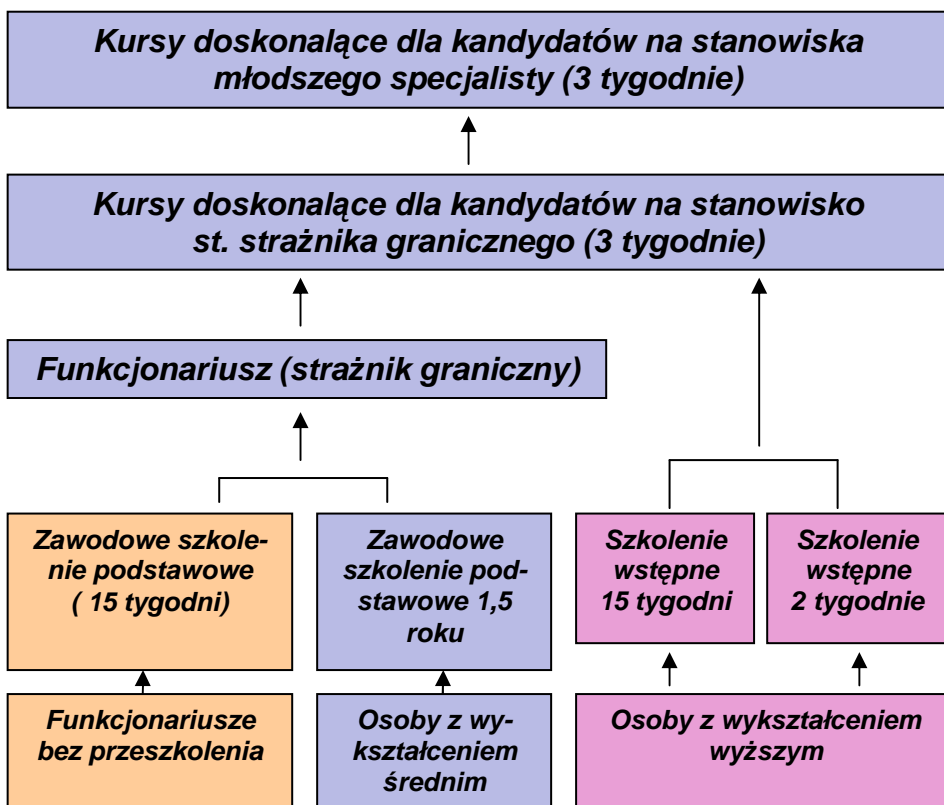 Kursy doskonalące dla kandydatów na stanowiska
młodszego specjalisty (3 tygodnie)
Kursy doskonalące dla kandydatów na stanowisko
st. strażnika granicznego (3 tygodnie)
Funkcjonariusz (strażnik graniczny)
Zawodowe szkole-
nie podstawowe
( 15 tygodni)
Zawodowe
szkolenie pod-
stawowe 1,5
roku
Szkolenie
wstępne
15 tygodni
Szkolenie
wstępne
2 tygodnie
Funkcjonariusze
bez przeszkolenia
Osoby z wy-
kształceniem
średnim
Osoby z wykształceniem
wyższym